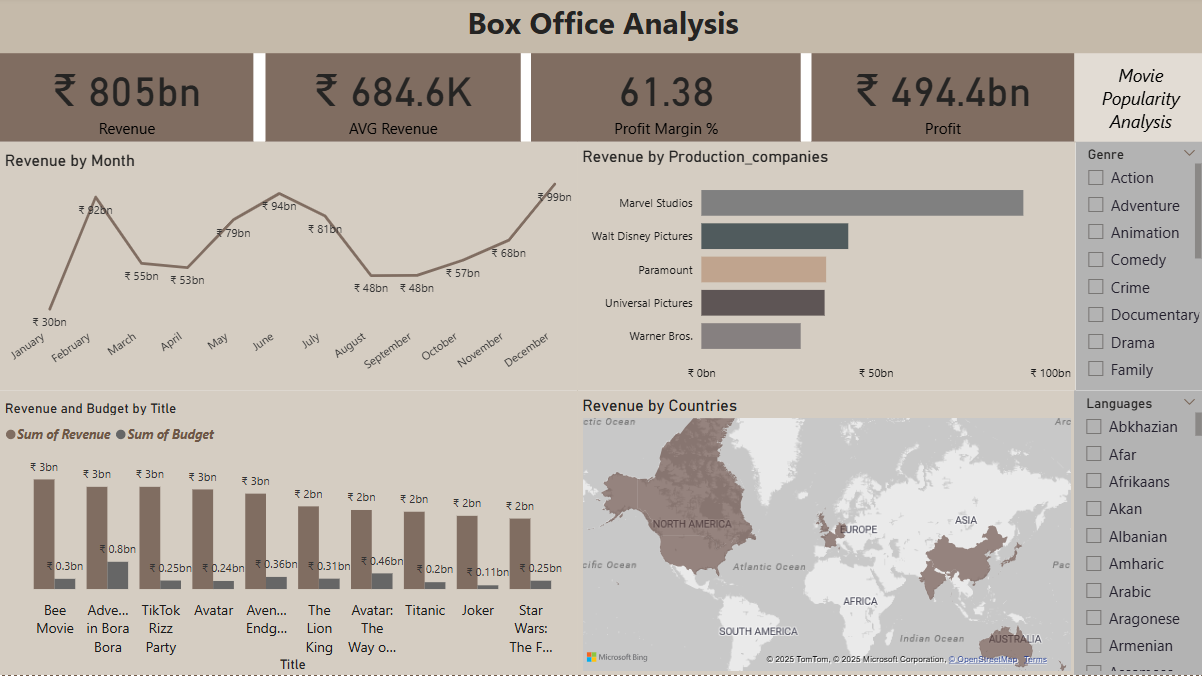 Box Office Analysis
₹ 805bn
Revenue
₹ 684.6K
AVG Revenue
61.38
Profit Margin %
₹ 494.4bn
Profit
Movie
Popularity
Analysis
Revenue by Month
₹ 30bn
₹ 92bn
₹ 55bn
₹ 53bn
₹ 79bn
₹ 94bn
₹ 81bn
₹ 48bn
₹ 48bn
₹ 57bn
₹ 68bn
₹ 99bn
January
February
March
April
May
June
July
August
September
October
November
December
Revenue by Production_companies
Marvel Studios
Walt Disney Pictures
Paramount
Universal Pictures
Warner Bros.
₹ 0bn
₹ 50bn
₹ 100bn
Genre
Action
Adventure
Animation
Comedy
Crime
Documentary
Drama
Family
Revenue and Budget by Title
Sum of Revenue Sum of Budget
₹ 3bn
₹ 3bn
₹ 3bn
₹ 3bn
₹ 3bn
₹ 2bn
₹ 2bn
₹ 2bn
₹ 2bn
₹ 2bn
₹ 0.3bn
₹ 0.8bn
₹ 0.25bn
₹ 0.24bn
₹ 0.36bn
₹ 0.31bn
₹ 0.46bn
₹ 0.2bn
₹ 0.11bn
₹ 0.25bn
Bee
Movie
Adve...
in Bora
Bora
TikTok
Rizz
Party
Avatar
Aven...
Endg...
The
Lion
King
Avatar:
The
Way o...
Titanic
Joker
Star
Wars:
The F...
Title
Revenue by Countries
ctic Ocean
Arc
NORTH AMERICA
EUROPE
ASIA
cific Ocean
Atlantic Ocean
Pac
AFRICA
SOUTH AMERICA
Indian Ocean
AUSTRALIA
Microsoft Bing
© 2025 TomTom, © 2025 Microsoft Corporation, © OpenStreetMap Terms
Languages
Abkhazian
Afar
Afrikaans
Akan
Albanian
Amharic
Arabic
Aragonese
Armenian